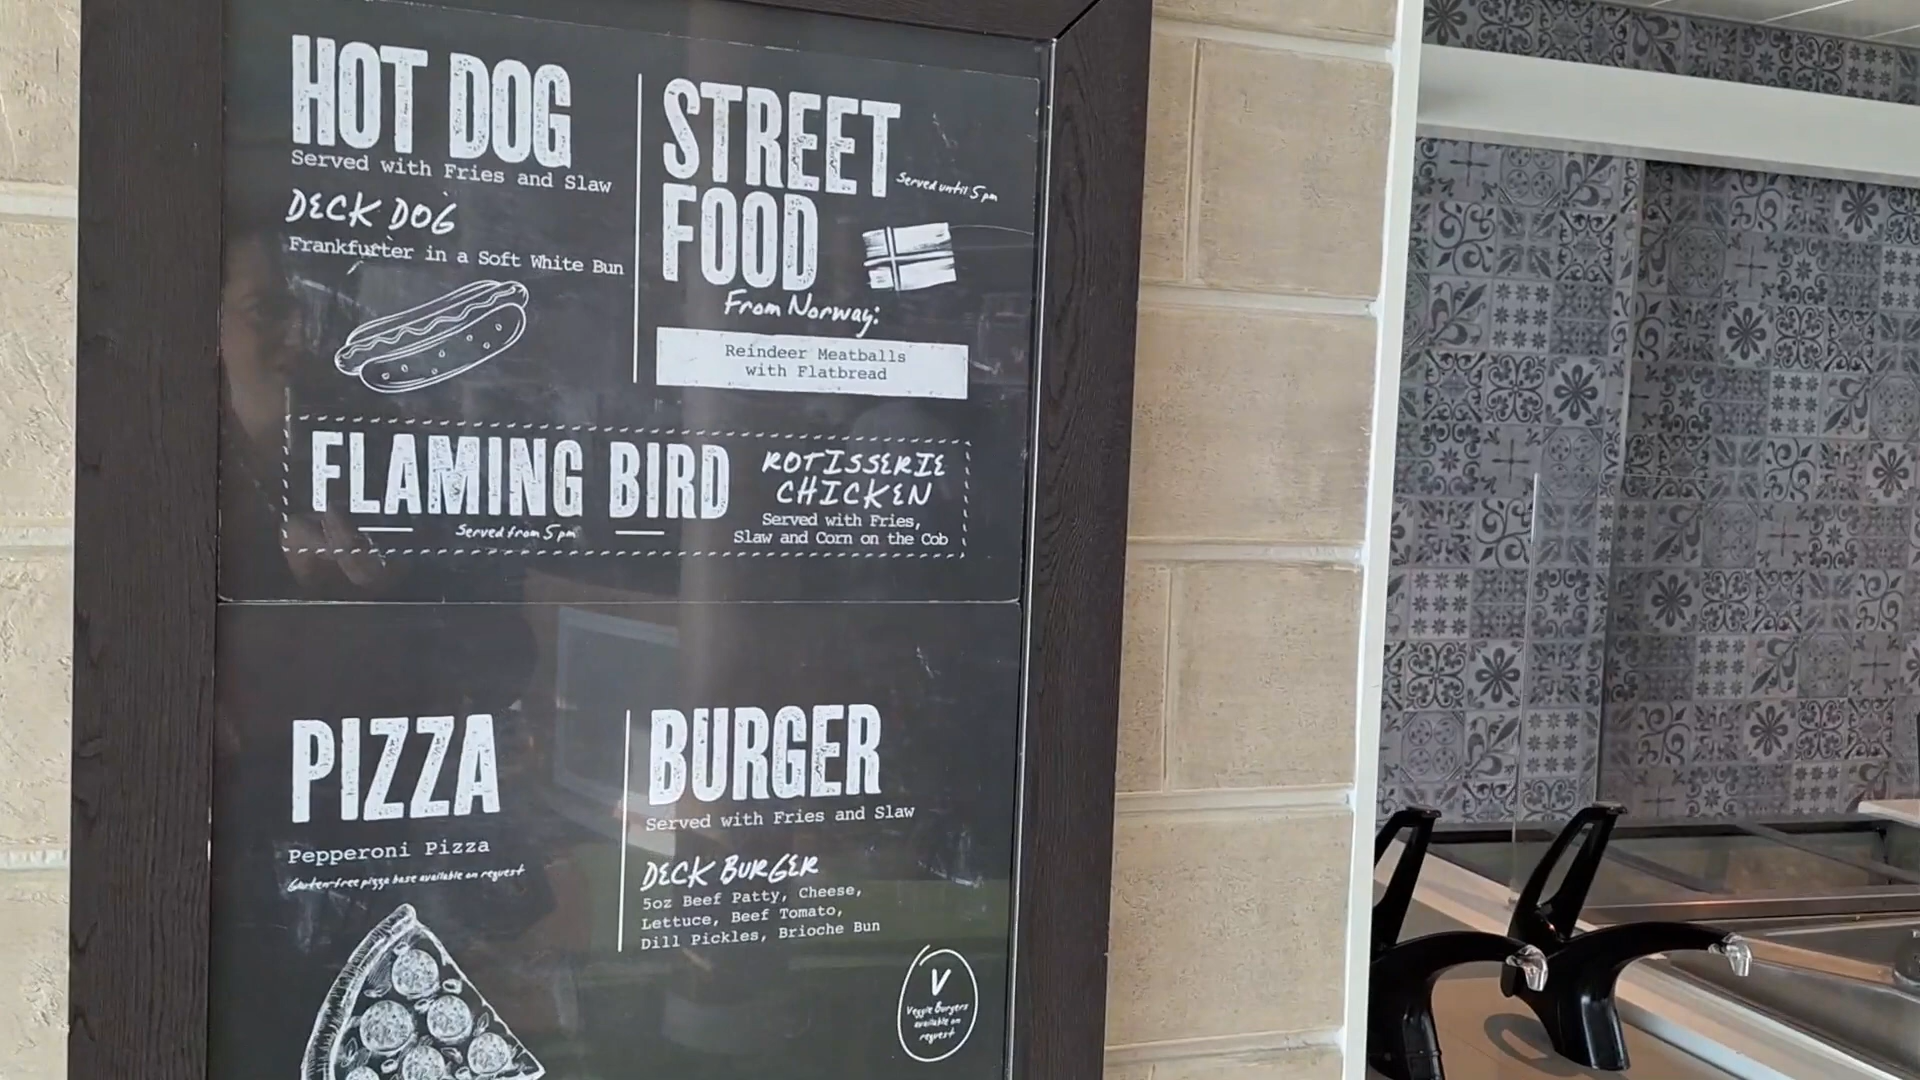 HOT DOG
Served with Fries and Slaw
DECK DOG
Frankfurter in a Soft White Bun
STREET
FOOD
Served until 5pm
From Norway:
Reindeer Meatballs
with Flatbread
FLAMING BIRD
Served from 5pm
ROTISSERIE
CHICKEN
Served with Fries,
Slaw and Corn on the Cob
PIZZA
Pepperoni Pizza
Gluten-free pizza base available on request
BURGER
Served with Fries and Slaw
DECK BURGER
5oz Beef Patty, Cheese,
Lettuce, Beef Tomato,
Dill Pickles, Brioche Bun
V
Veggie Burgers
available on
request